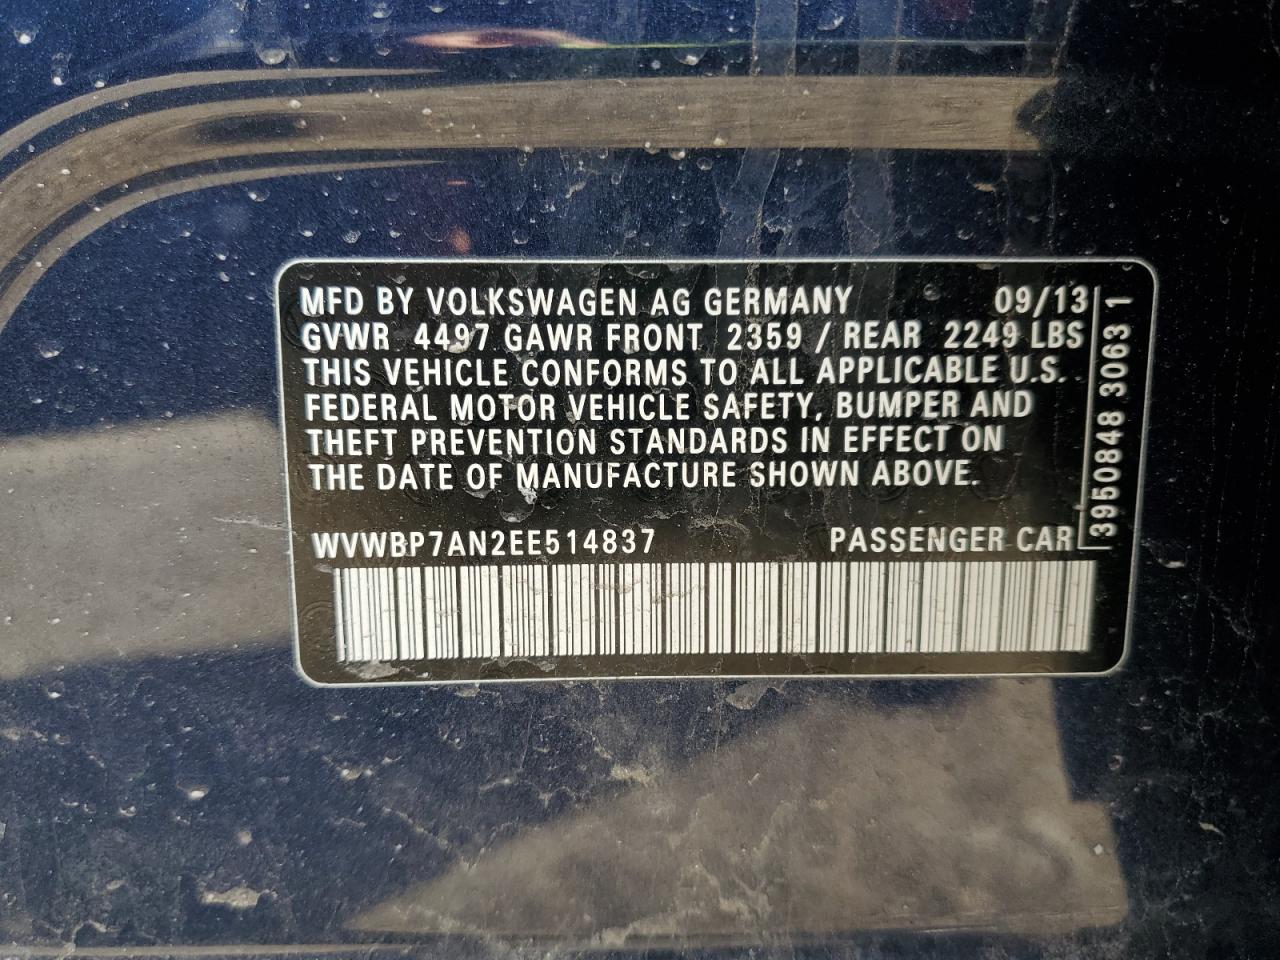 MFD BY VOLKSWAGEN AG GERMANY 09/13
GVWR 4497 GAWR FRONT 2359 / REAR 2249 LBS
THIS VEHICLE CONFORMS TO ALL APPLICABLE U.S.
FEDERAL MOTOR VEHICLE SAFETY, BUMPER AND
THEFT PREVENTION STANDARDS IN EFFECT ON
THE DATE OF MANUFACTURE SHOWN ABOVE.
WVWBP7AN2EE514837 PASSENGER CAR
3950848 3063 1